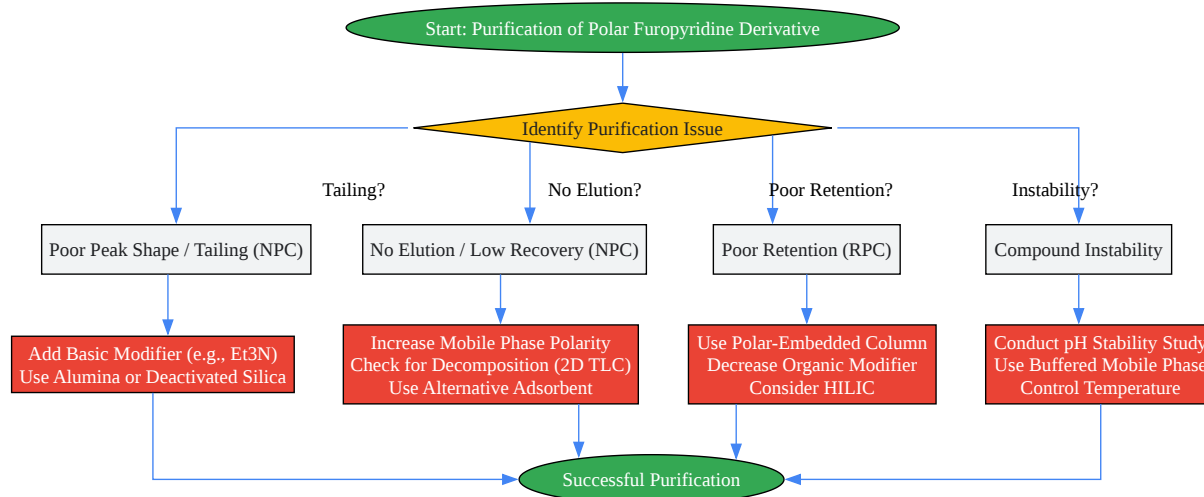 Start: Purification of Polar Furopyridine Derivative
Identify Purification Issue
Tailing?
No Elution?
Poor Retention?
Instability?
Poor Peak Shape / Tailing (NPC)
No Elution / Low Recovery (NPC)
Poor Retention (RPC)
Compound Instability
Add Basic Modifier (e.g., Et3N)
Use Alumina or Deactivated Silica
Increase Mobile Phase Polarity
Check for Decomposition (2D TLC)
Use Alternative Adsorbent
Use Polar-Embedded Column
Decrease Organic Modifier
Consider HILIC
Conduct pH Stability Study
Use Buffered Mobile Phase
Control Temperature
Successful Purification